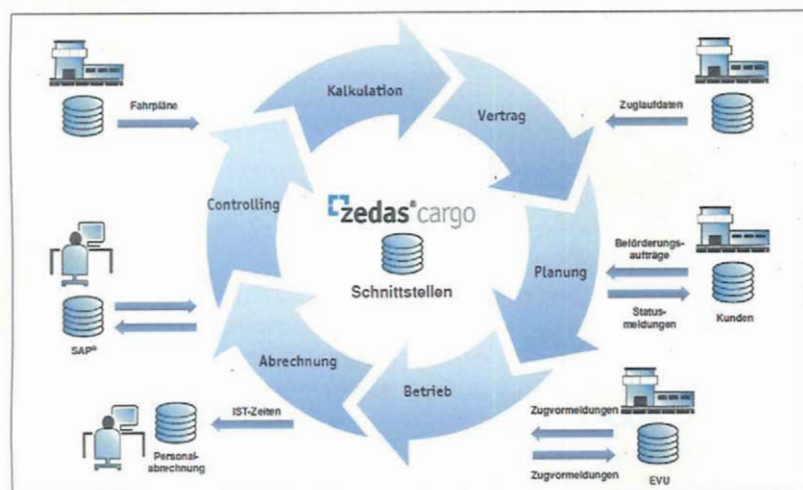 Kalkulation
Fahrpläne
Zuglaufdaten
Vertrag
Controlling
zedas® cargo
Schnittstellen
Beförderungs-
aufträge
Planung
Status-
meldungen
Kunden
SAP®
Abrechnung
Betrieb
IST-Zeiten
Zugvormeldungen
Personal-
abrechnung
Zugvormeldungen
EVU